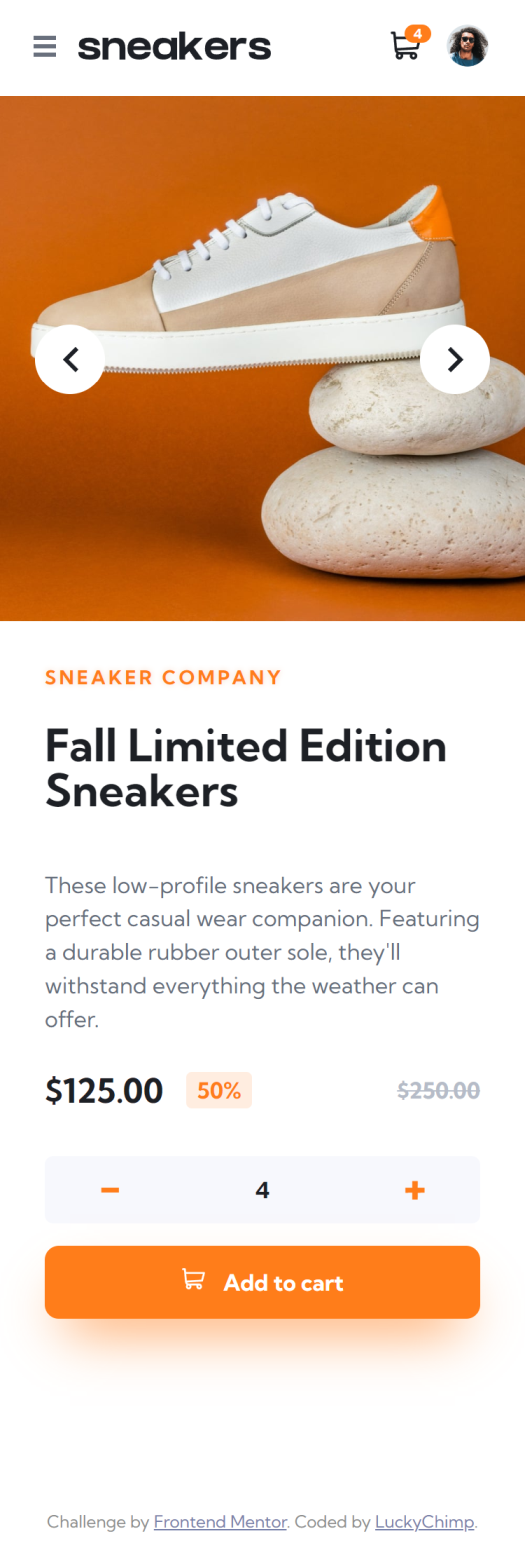 sneakers
4
SNEAKER COMPANY
Fall Limited Edition
Sneakers
These low-profile sneakers are your
perfect casual wear companion. Featuring
a durable rubber outer sole, they'll
withstand everything the weather can
offer.
$125.00 50% $250.00
4
Add to cart
Challenge by Frontend Mentor. Coded by LuckyChimp.